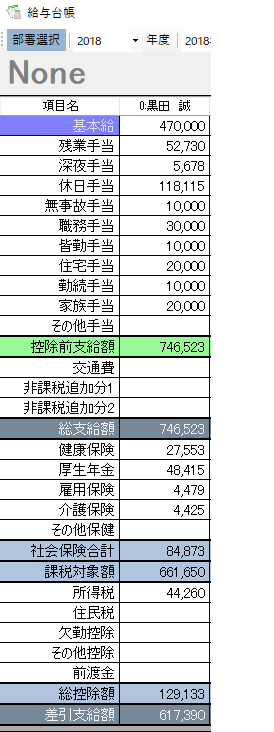 給与台帳
部署選択 2018 年度 2018
None
項目名 0:黒田 誠
基本給 470,000
残業手当 52,730
深夜手当 5,678
休日手当 118,115
無事故手当 10,000
職務手当 30,000
皆勤手当 10,000
住宅手当 20,000
勤続手当 10,000
家族手当 20,000
その他手当
控除前支給額 746,523
交通費
非課税追加分1
非課税追加分2
総支給額 746,523
健康保険 27,553
厚生年金 48,415
雇用保険 4,479
介護保険 4,425
その他保健
社会保険合計 84,873
課税対象額 661,650
所得税 44,260
住民税
欠勤控除
その他控除
前渡金
総控除額 129,133
差引支給額 617,390